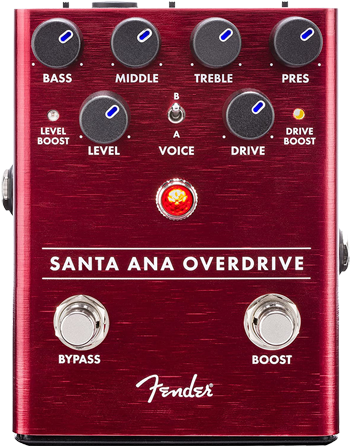 BASS MIDDLE TREBLE PRES
B
LEVEL BOOST
A
DRIVE BOOST
LEVEL VOICE DRIVE
SANTA ANA OVERDRIVE
BYPASS BOOST
Fender